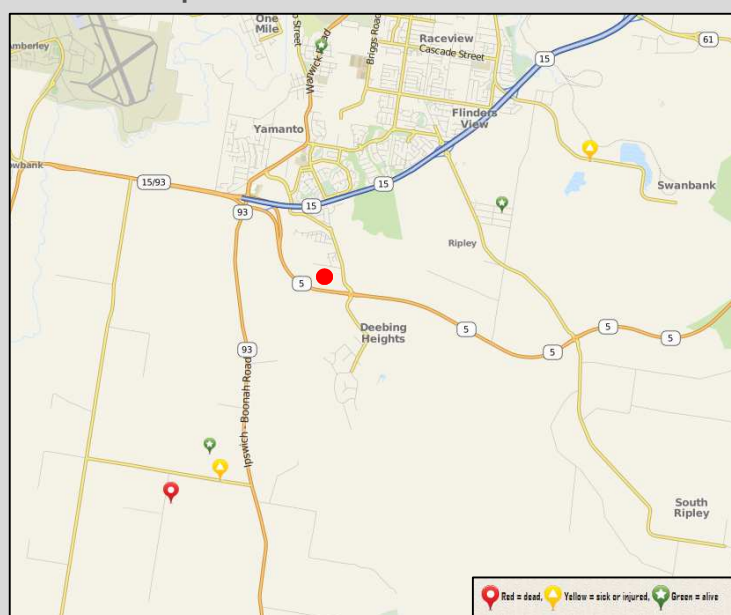 One
Mile
Raceview
Cascade Street
Briggs Road
Warwick Road
Street
61
15
Amberley
Flinders
View
Yamanto
15/93
15
Swanbank
93
15
Ripley
5
Deebing
Heights
5
5
5
5
93
Ipswich - Boonah Road
South
Ripley
Red = dead, Yellow = sick or injured, Green = alive